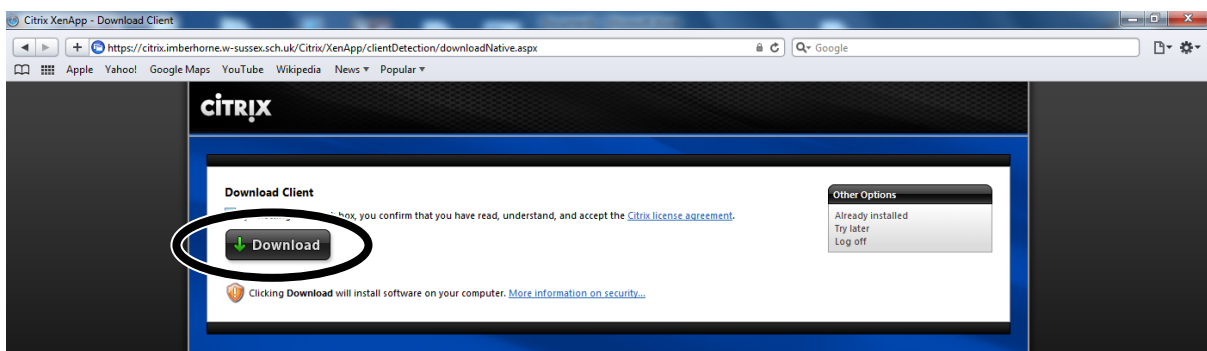 Citrix XenApp - Download Client
https://citrix.imberhorne.w-sussex.sch.uk/Citrix/XenApp/clientDetection/downloadNative.aspx
Google
Apple Yahoo! Google Maps YouTube Wikipedia News Popular
CITRIX
Download Client
box, you confirm that you have read, understand, and accept the Citrix license agreement.
Download
Clicking Download will install software on your computer. More information on security...
Other Options
Already installed
Try later
Log off